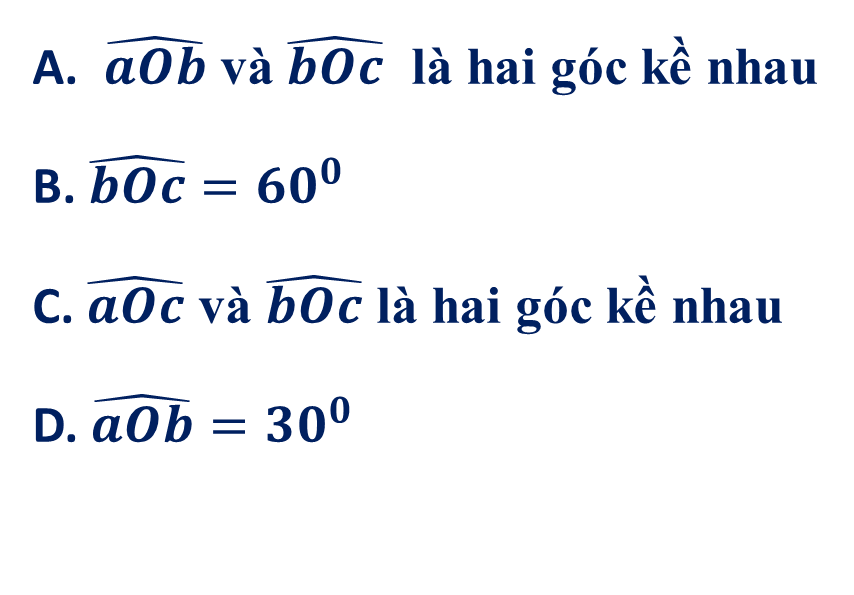 A. $\widehat{aOb}$ và $\widehat{bOc}$ là hai góc kề nhau
B. $\widehat{bOc} = 60^0$
C. $\widehat{aOc}$ và $\widehat{bOc}$ là hai góc kề nhau
D. $\widehat{aOb} = 30^0$